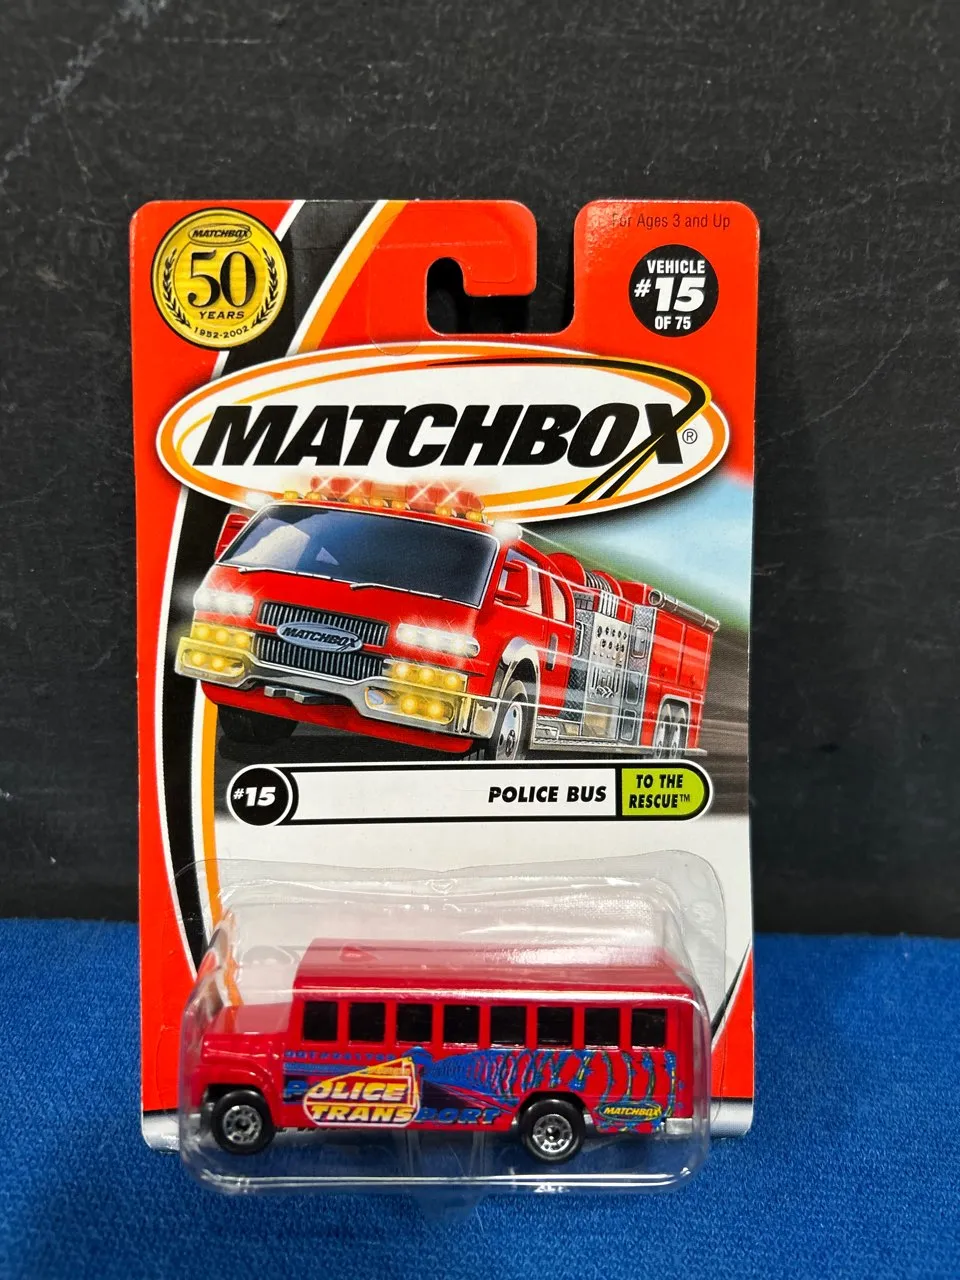 For Ages 3 and Up
MATCHBOX
50
YEARS
1952-2002
VEHICLE
#15
OF 75
MATCHBOX®
MATCHBOX
#15
POLICE BUS
TO THE
RESCUE™
POLICE
TRANSPORT
MATCHBOX